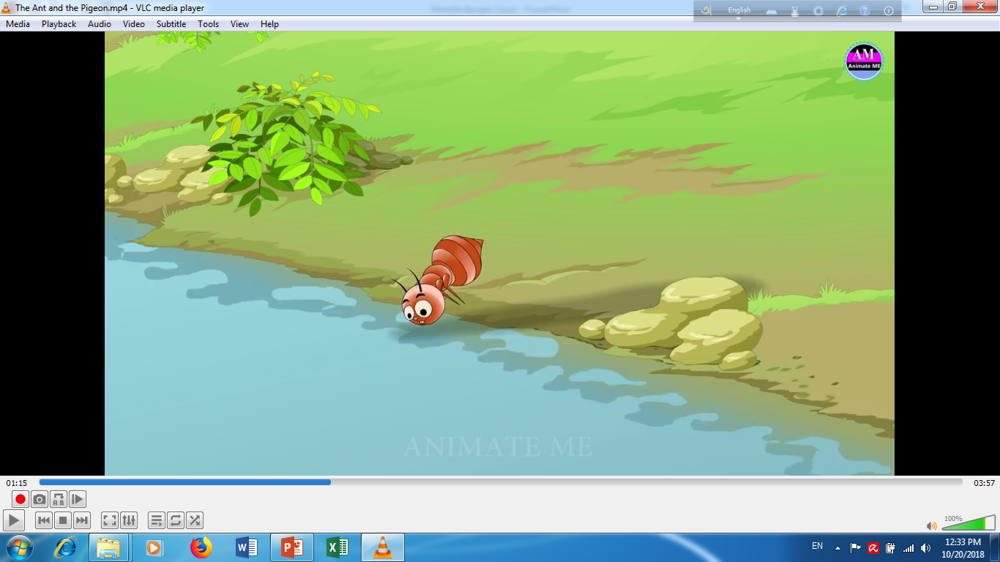 The Ant and the Pigeon.mp4 - VLC media player
English
Media Playback Audio Video Subtitle Tools View Help
AM
Animate ME
ANIMATE ME
01:15
03:57
A B
100%
EN
12:33 PM
10/20/2018